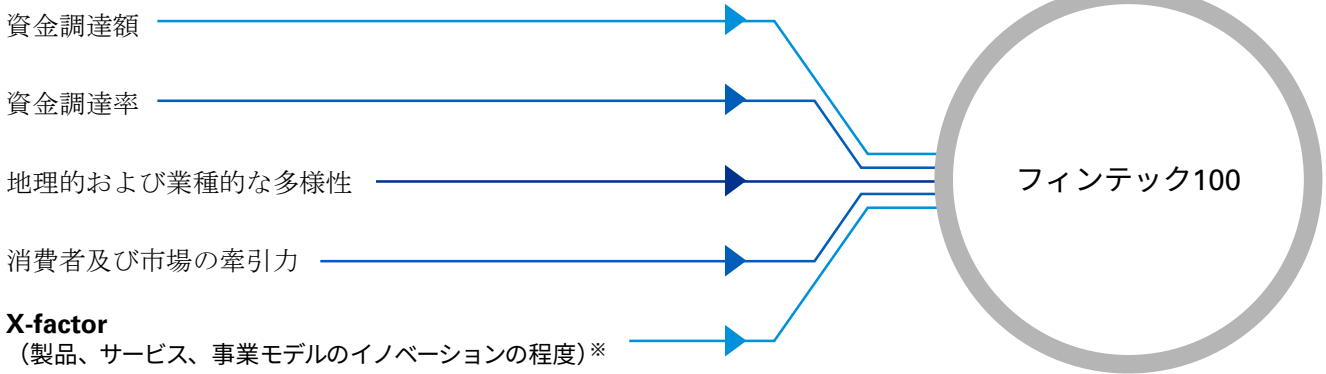 資金調達額
資金調達率
地理的および業種的な多様性
消費者及び市場の牽引力
X-factor
（製品、サービス、事業モデルのイノベーションの程度）※
フィンテック100